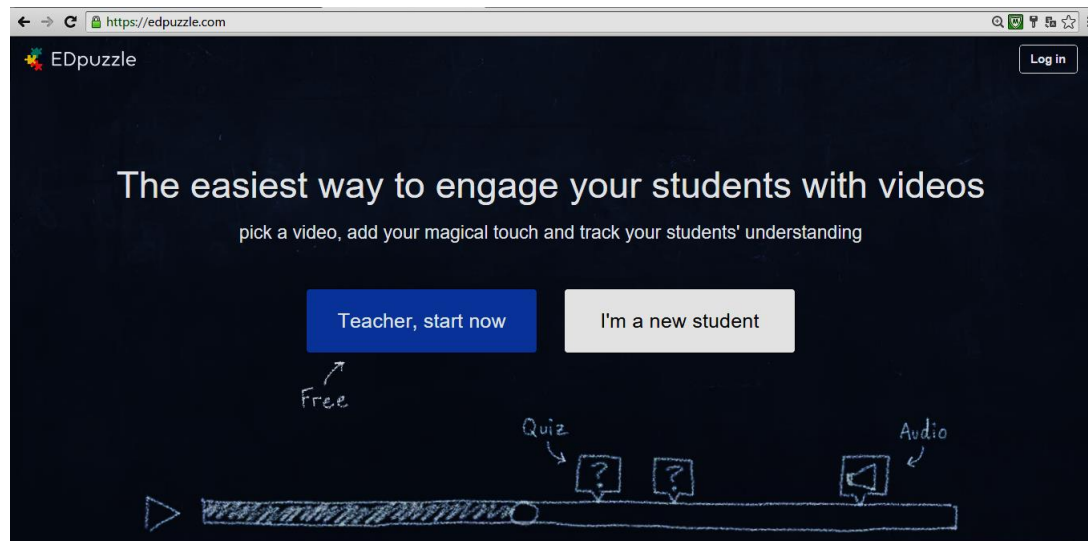 https://edpuzzle.com
EDpuzzle
Log in
The easiest way to engage your students with videos
pick a video, add your magical touch and track your students' understanding
Teacher, start now
I'm a new student
Free
Quiz
Audio
?
?